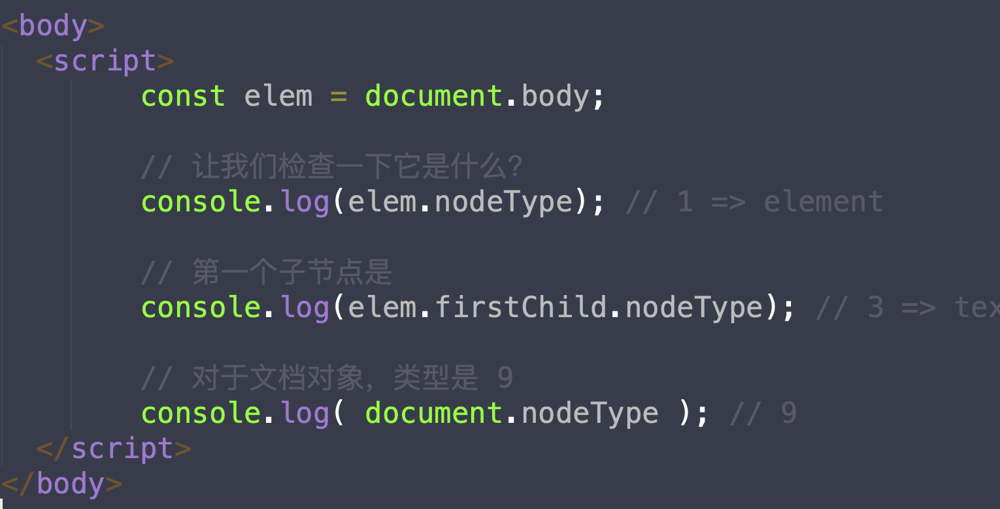 <body>
<script>
const elem = document.body;
// 让我们检查一下它是什么?
console.log(elem.nodeType); // 1 => element
// 第一个子节点是
console.log(elem.firstChild.nodeType); // 3 => tex
// 对于文档对象, 类型是 9
console.log( document.nodeType ); // 9
</script>
</body>